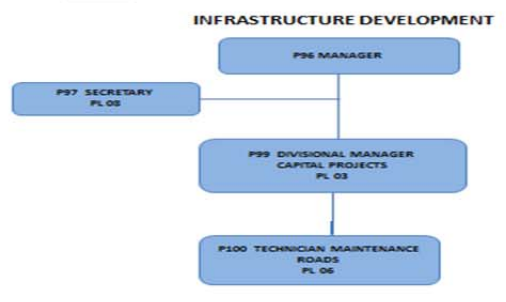 INFRASTRUCTURE DEVELOPMENT
P96 MANAGER
P97 SECRETARY
PL 08
P99 DIVISIONAL MANAGER
CAPITAL PROJECTS
PL 03
P100 TECHNICIAN MAINTENANCE
ROADS
PL 06